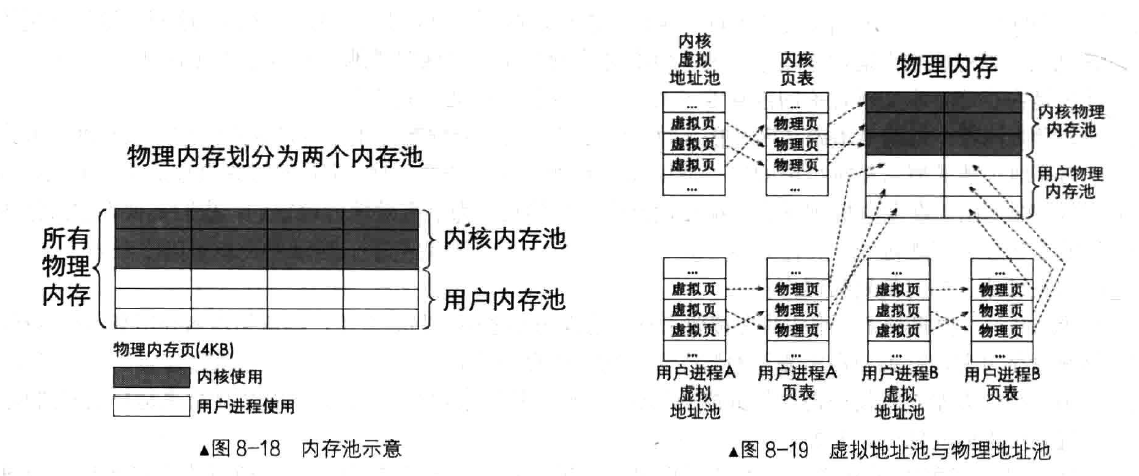 物理内存划分为两个内存池
所有
物理
内存
内核内存池
用户内存池
物理内存页(4KB)
内核使用
用户进程使用
▲图 8-18 内存池示意
内核
虚拟
地址池
...
虚拟页
虚拟页
虚拟页
...
内核
页表
...
物理页
物理页
物理页
...
物理内存
内核物理
内存池
用户物理
内存池
...
虚拟页
虚拟页
虚拟页
...
用户进程A
虚拟
地址池
...
物理页
物理页
物理页
...
用户进程A
页表
...
虚拟页
虚拟页
虚拟页
...
用户进程B
虚拟
地址池
...
物理页
物理页
物理页
...
用户进程B
页表
▲图 8-19 虚拟地址池与物理地址池